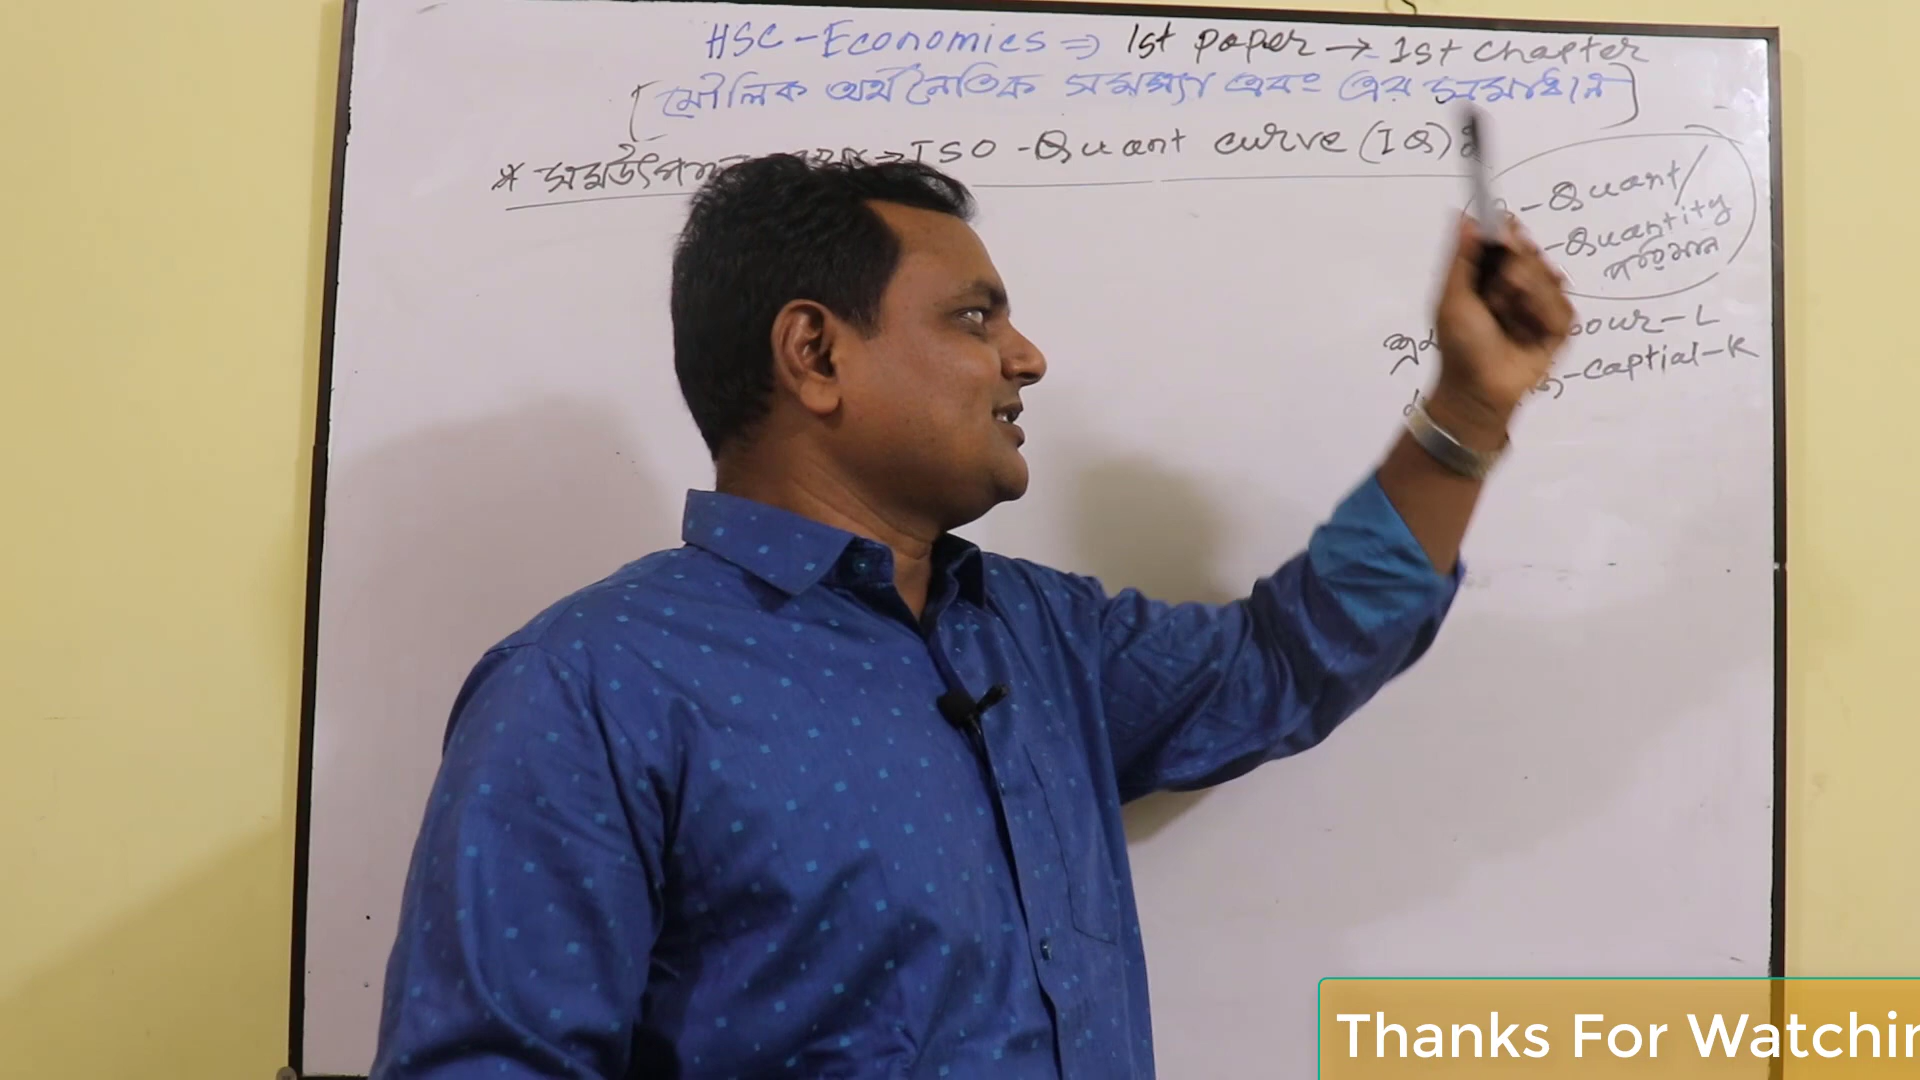 HSC-Economics ⇒ 1st paper → 1st chapter
[মৌলিক অর্থনৈতিক সমস্যা এবং এর সমাধান]
* সমউৎপাদন ⇒ ISO-Quant curve (IQ)ঃ
-Quant/
-Quantity
পরিমান
শ্রম -L
-captial-K
Thanks For Watchin